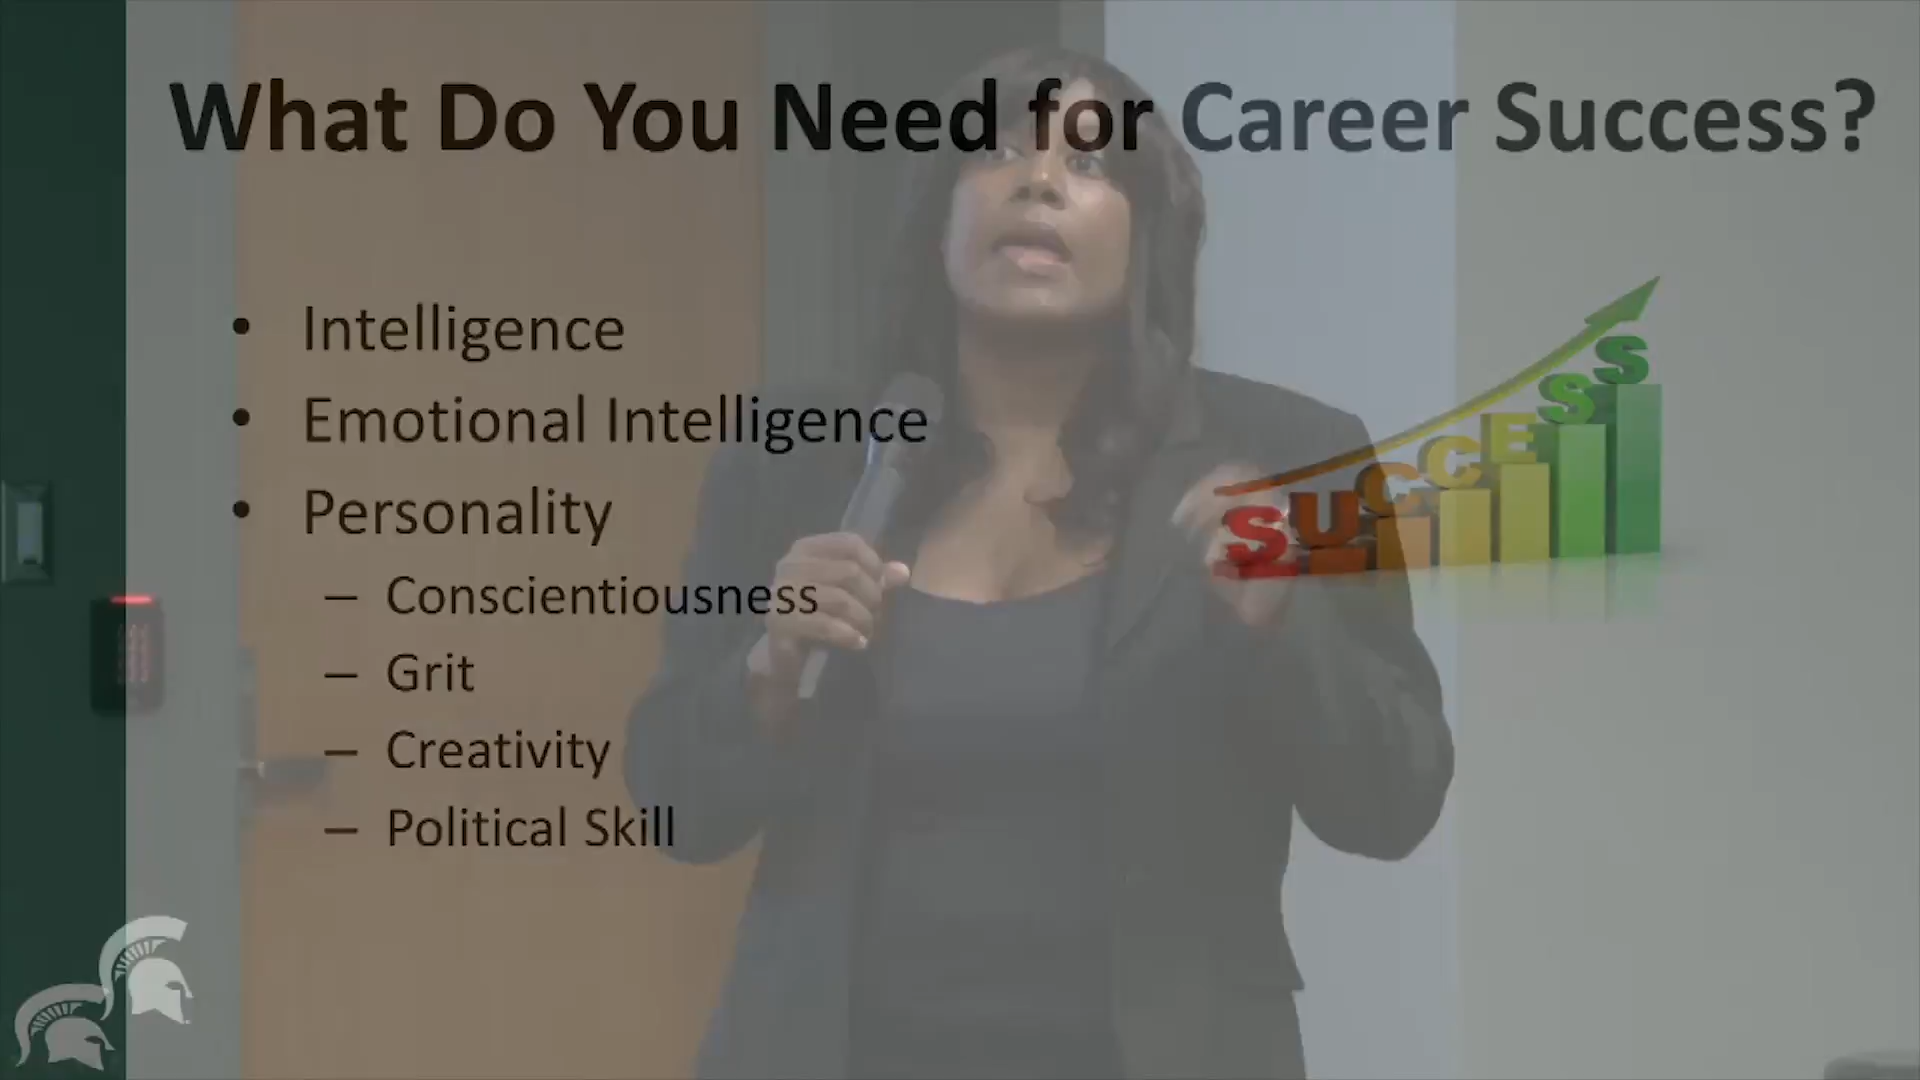 What Do You Need for Career Success?
• Intelligence
• Emotional Intelligence
• Personality
– Conscientiousness
– Grit
– Creativity
– Political Skill
SUCCESS